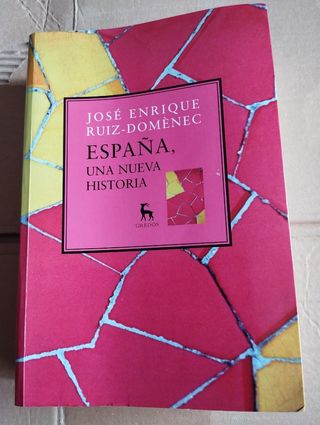 JOSÉ ENRIQUE
RUIZ-DOMÈNEC
ESPAÑA,
UNA NUEVA
HISTORIA
GREDOS